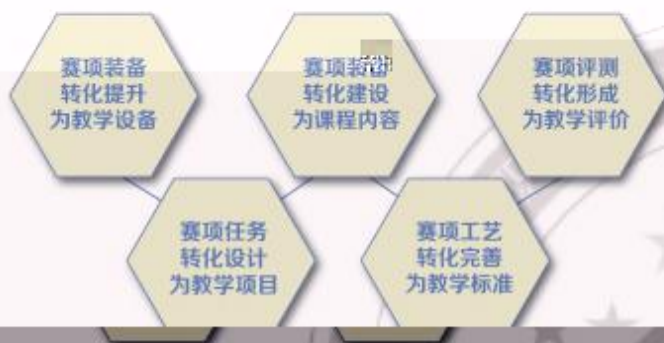 赛项装备
转化提升
为教学设备
赛项
转化建设
为课程内容
赛项评测
转化形成
为教学评价
赛项任务
转化设计
为教学项目
赛项工艺
转化完善
为教学标准